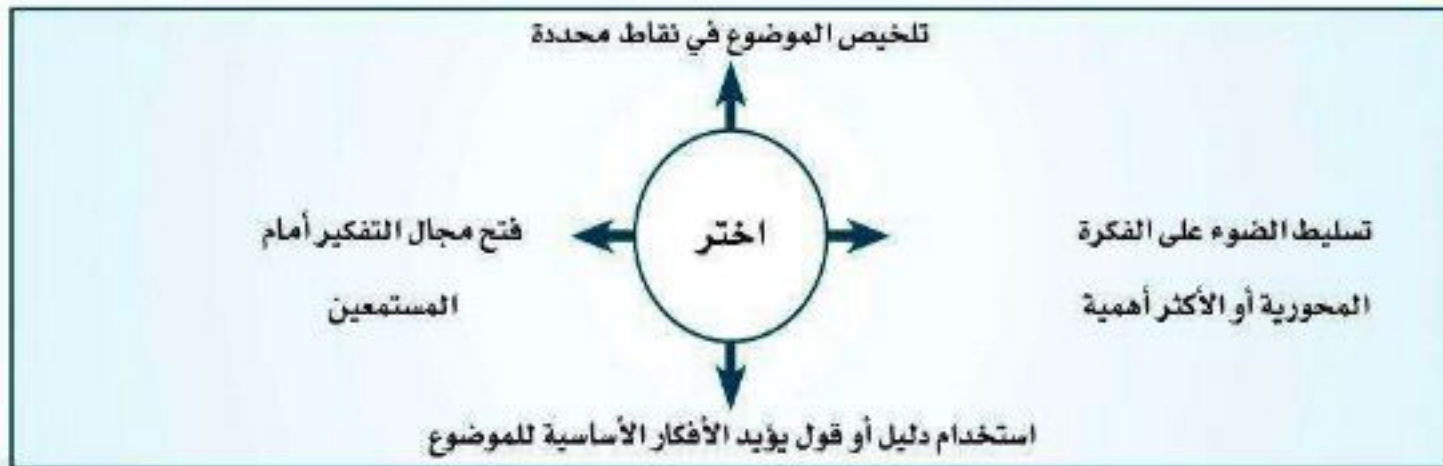 تلخيص الموضوع في نقاط محددة
اختر
تسليط الضوء على الفكرة
المحورية أو الأكثر أهمية
فتح مجال التفكير أمام
المستمعين
استخدام دليل أو قول يؤيد الأفكار الأساسية للموضوع